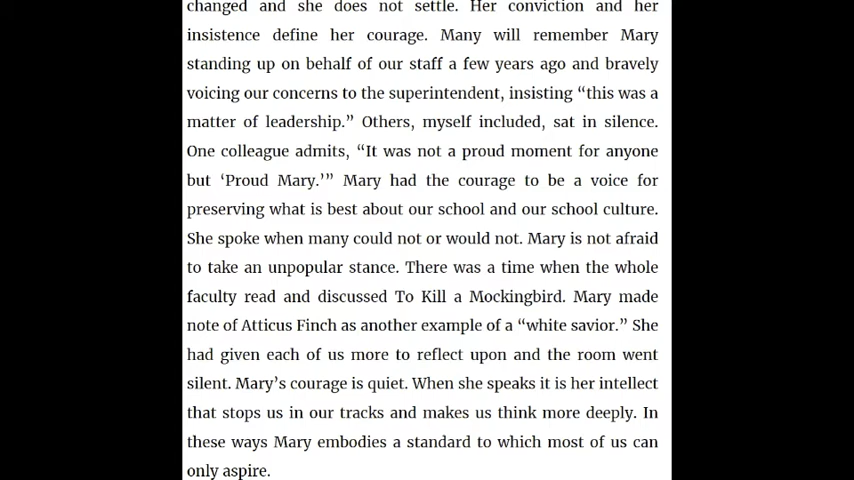 changed and she does not settle. Her conviction and her
insistence define her courage. Many will remember Mary
standing up on behalf of our staff a few years ago and bravely
voicing our concerns to the superintendent, insisting “this was a
matter of leadership.” Others, myself included, sat in silence.
One colleague admits, “It was not a proud moment for anyone
but ‘Proud Mary.’” Mary had the courage to be a voice for
preserving what is best about our school and our school culture.
She spoke when many could not or would not. Mary is not afraid
to take an unpopular stance. There was a time when the whole
faculty read and discussed To Kill a Mockingbird. Mary made
note of Atticus Finch as another example of a “white savior.” She
had given each of us more to reflect upon and the room went
silent. Mary’s courage is quiet. When she speaks it is her intellect
that stops us in our tracks and makes us think more deeply. In
these ways Mary embodies a standard to which most of us can
only aspire.